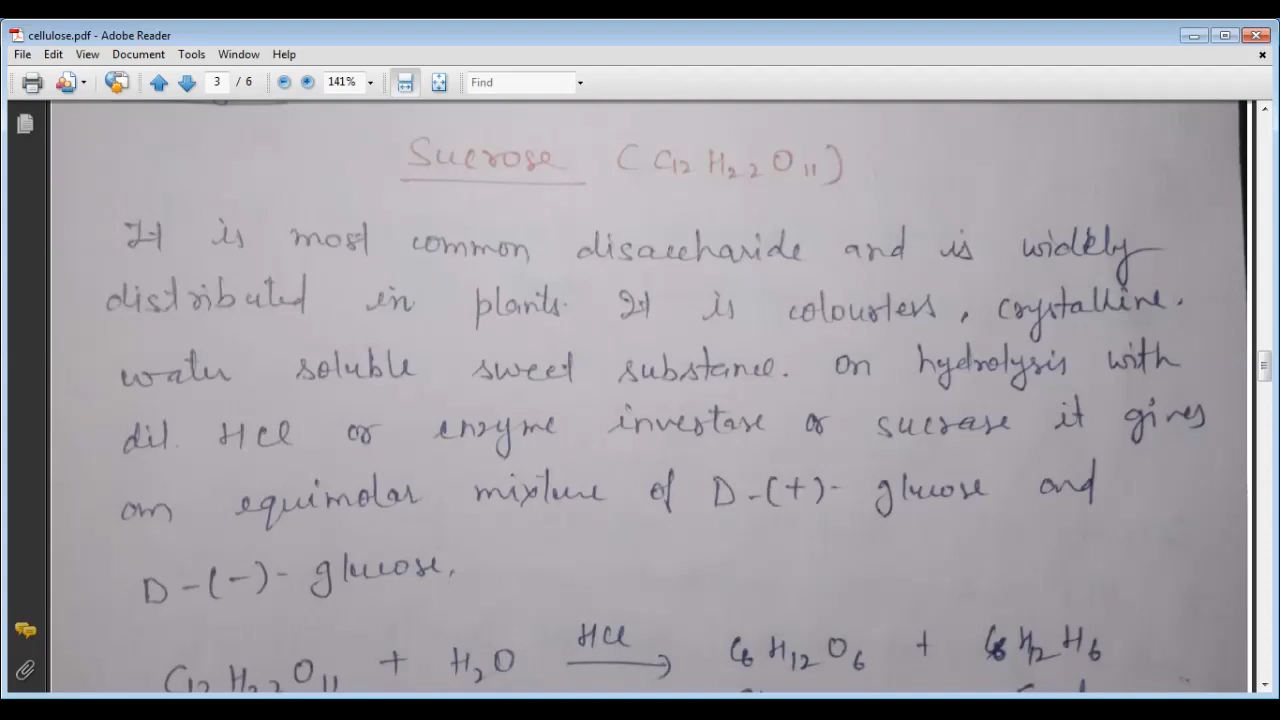 cellulose.pdf - Adobe Reader
File Edit View Document Tools Window Help
3 / 6 141% Find
Sucrose (C12 H22 O11)
It is most common disaccharide and is widely
distributed in plants. It is colourless, crystalline.
water soluble sweet substance. on hydrolysis with
dil. HCl or enzyme invertase or sucrase it gives
an equimolar mixture of D-(+)- glucose and
D-(-)- glucose.
HCl
C12 H22 O11 + H2O → C6 H12 O6 + C6 H12 H6